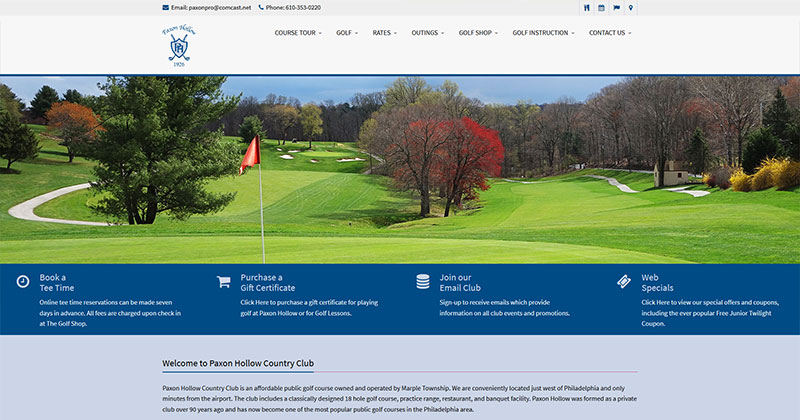 Email: paxonpro@comcast.net Phone: 610-353-0220
Paxon Hollow
PH
1926
COURSE TOUR GOLF RATES OUTINGS GOLF SHOP GOLF INSTRUCTION CONTACT US
Book a
Tee Time
Online tee time reservations can be made seven
days in advance. All fees are charged upon check in
at The Golf Shop.
Purchase a
Gift Certificate
Click Here to purchase a gift certificate for playing
golf at Paxon Hollow or for Golf Lessons.
Join our
Email Club
Sign-up to receive emails which provide
information on all club events and promotions.
Web
Specials
Click Here to view our special offers and coupons,
including the ever popular Free Junior Twilight
Coupon.
Welcome to Paxon Hollow Country Club
Paxon Hollow Country Club is an affordable public golf course owned and operated by Marple Township. We are conveniently located just west of Philadelphia and only
minutes from the airport. The club includes a classically designed 18 hole golf course, practice range, restaurant, and banquet facility. Paxon Hollow was formed as a private
club over 90 years ago and has now become one of the most popular public golf courses in the Philadelphia area.